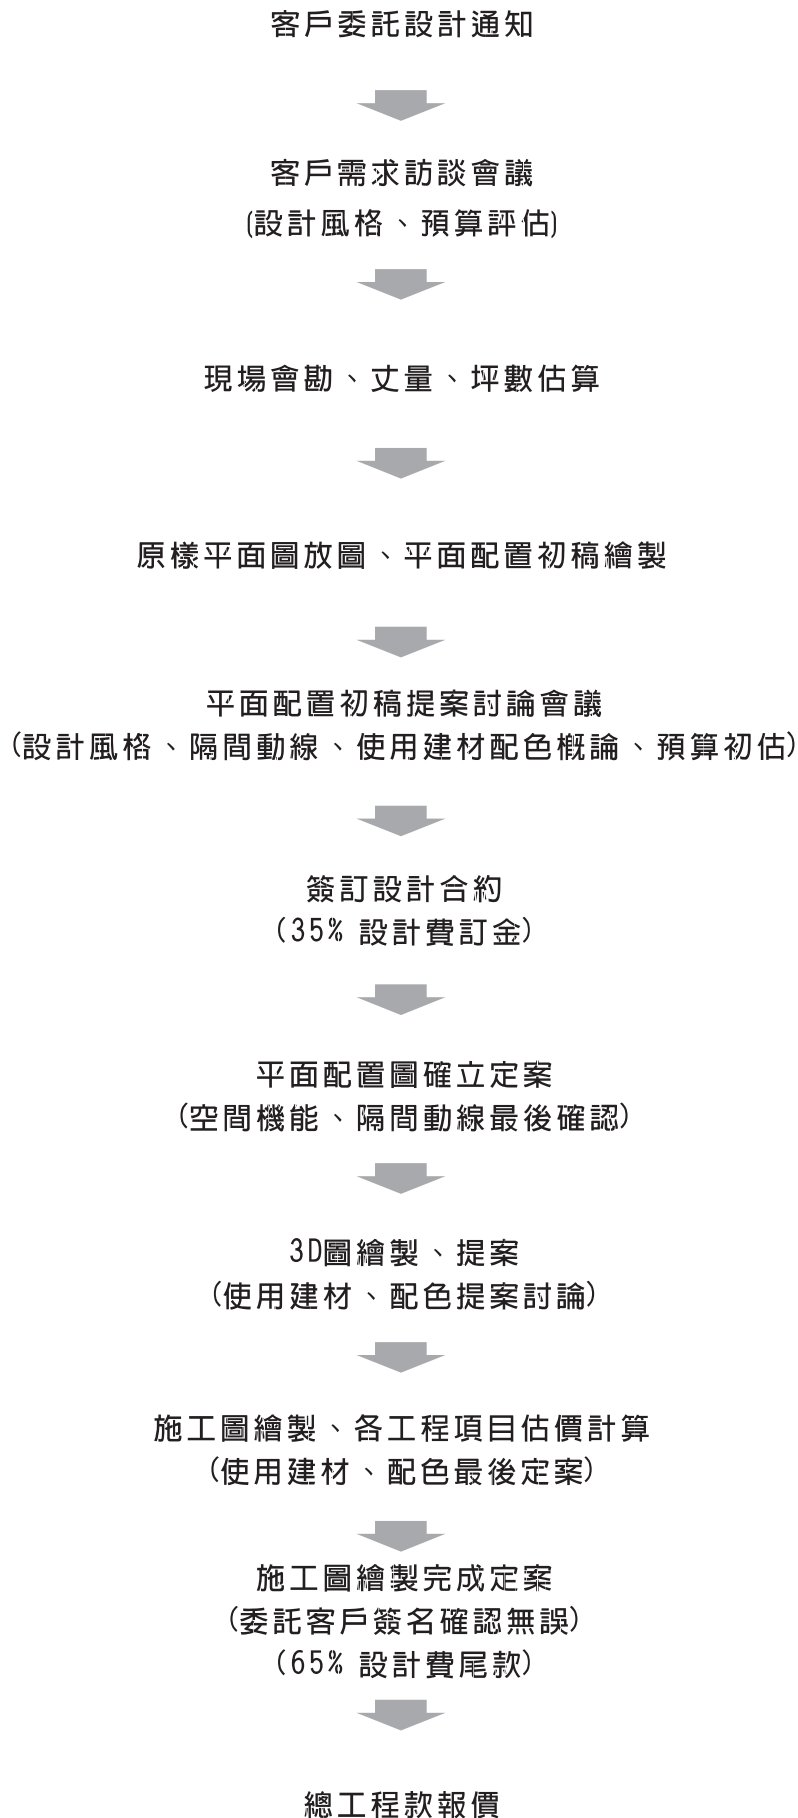 客戶委託設計通知
客戶需求訪談會議
(設計風格、預算評估)
現場會勘、丈量、坪數估算
原樣平面圖放圖、平面配置初稿繪製
平面配置初稿提案討論會議
(設計風格、隔間動線、使用建材配色概論、預算初估)
簽訂設計合約
(35% 設計費訂金)
平面配置圖確立定案
(空間機能、隔間動線最後確認)
3D圖繪製、提案
(使用建材、配色提案討論)
施工圖繪製、各工程項目估價計算
(使用建材、配色最後定案)
施工圖繪製完成定案
(委託客戶簽名確認無誤)
(65% 設計費尾款)
總工程款報價